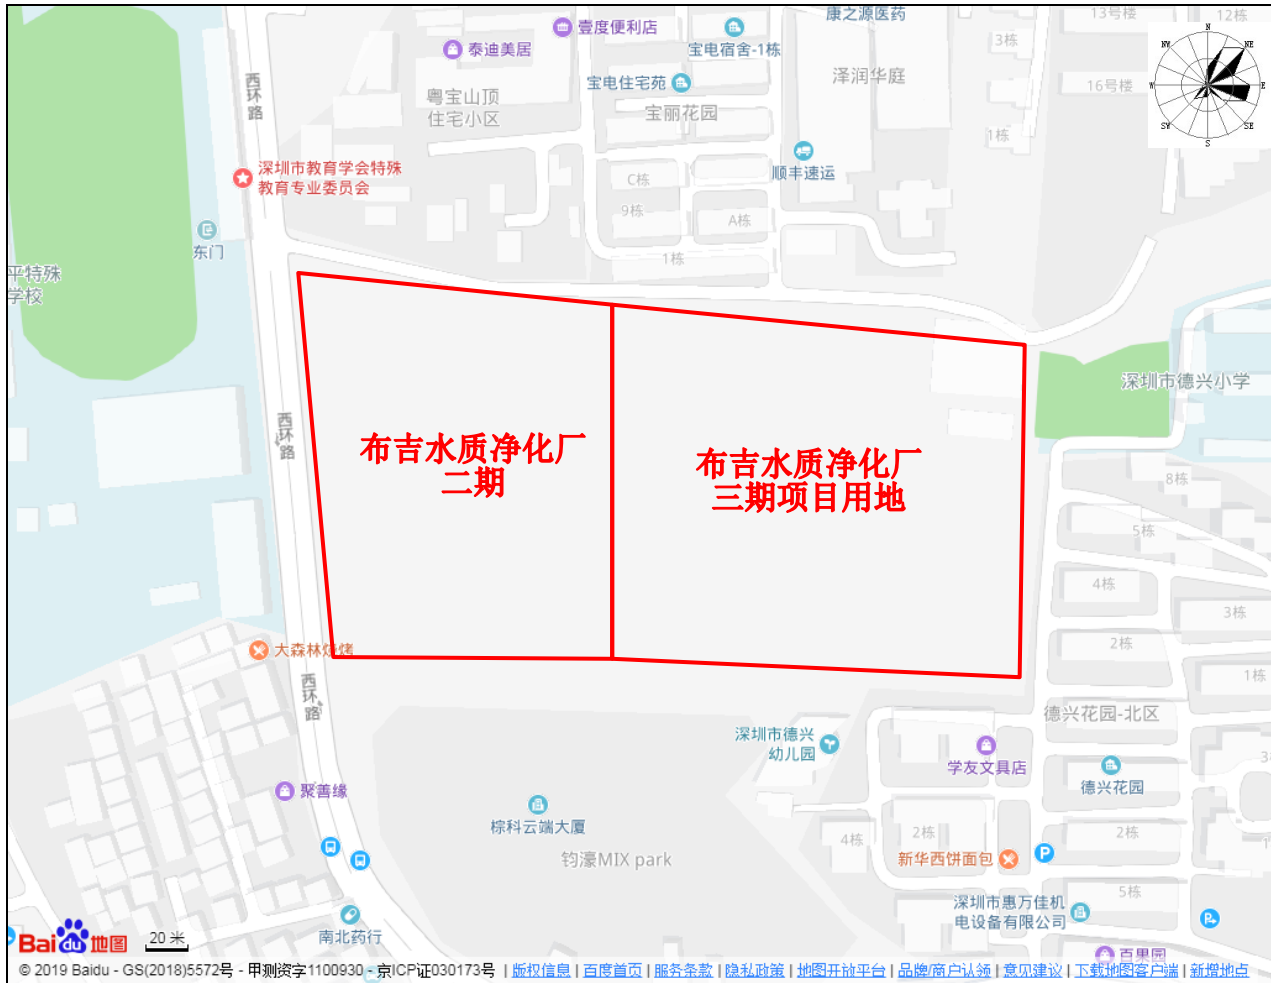 康之源医药
13号楼
12栋
壹度便利店
泰迪美居
宝电宿舍-1栋
3栋
N
NW
NE
W
E
SW
SE
S
西环路
宝电住宅苑
泽润华庭
16号楼
粤宝山顶
住宅小区
宝丽花园
1栋
深圳市教育学会特殊
教育专业委员会
顺丰速运
C栋
9栋
A栋
东门
1栋
平特殊
学校
深圳市德兴小学
西环路
布吉水质净化厂
二期
布吉水质净化厂
三期项目用地
8栋
5栋
4栋
3栋
大森林烧烤
2栋
1栋
西环路
德兴花园-北区
深圳市德兴
幼儿园
学友文具店
德兴花园
聚善缘
棕科云端大厦
钧濠MIX park
4栋
2栋
2栋
新华西饼面包
P
5栋
深圳市惠万佳机
电设备有限公司
南北药行
百果园
Bai du 地图
20 米
© 2019 Baidu - GS(2018)5572号 - 甲测资字1100930 - 京ICP证030173号 | 版权信息 | 百度首页 | 服务条款 | 隐私政策 | 地图开放平台 | 品牌/商户认领 | 意见建议 | 下载地图客户端 | 新增地点